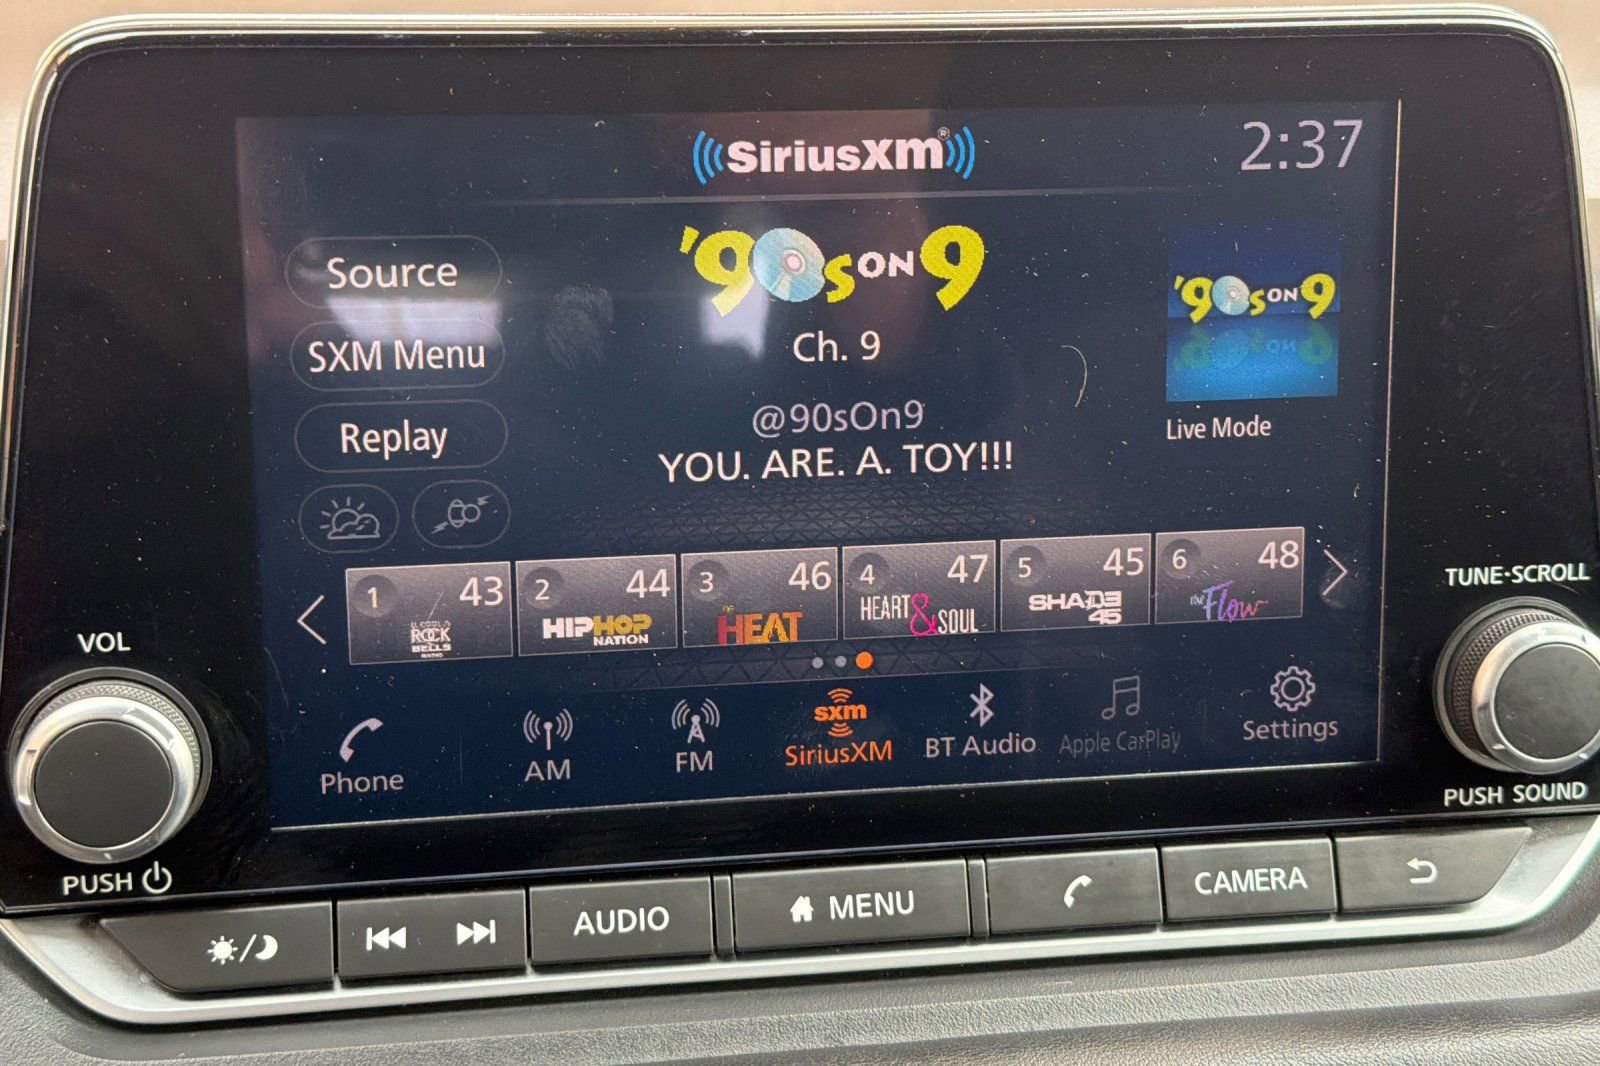 SiriusXM®
2:37
'90s ON 9
'90s ON 9
Source
SXM Menu
Replay
Ch. 9
@90sOn9
YOU. ARE. A. TOY!!!
Live Mode
1 43
ROCK
BELLS
2 44
HIPHOP
NATION
3 46
HEAT
4 47
HEART & SOUL
5 45
SHADE
45
6 48
the Flow
VOL
PUSH
TUNE·SCROLL
PUSH SOUND
Phone
AM
FM
sxm
SiriusXM
BT Audio
Apple CarPlay
Settings
AUDIO
MENU
CAMERA